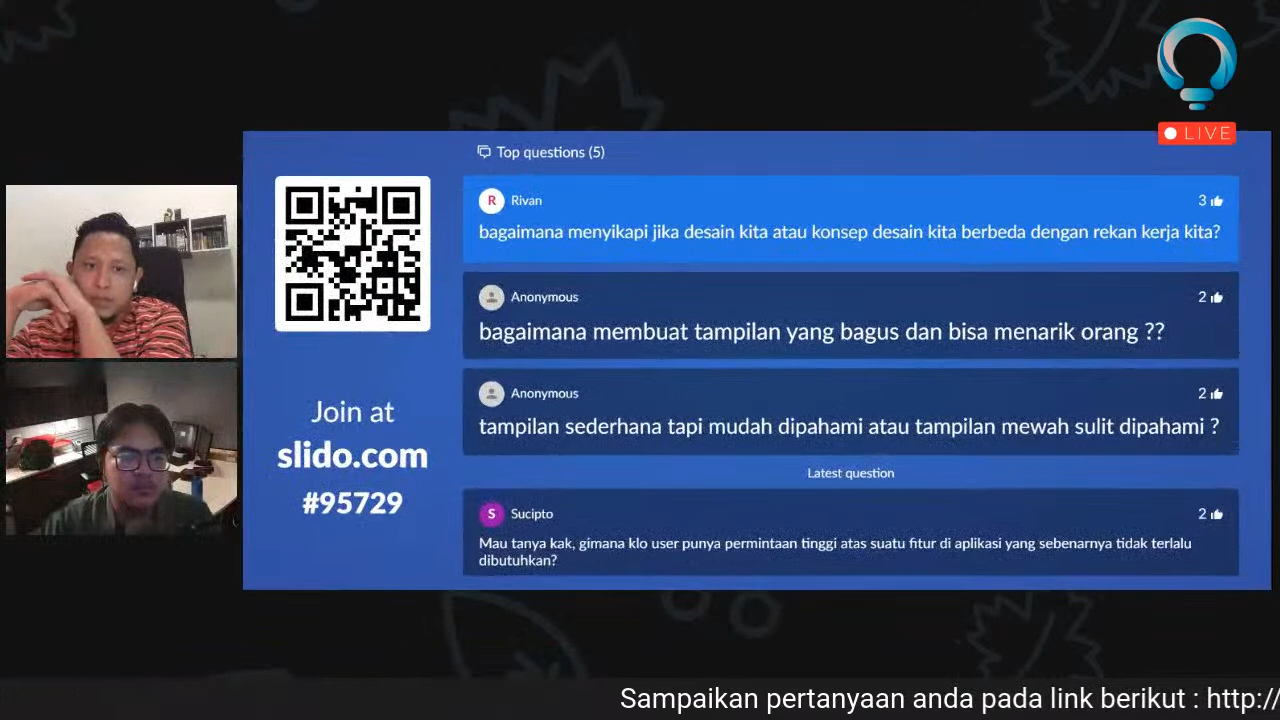 LIVE
Top questions (5)
R Rivan
3
bagaimana menyikapi jika desain kita atau konsep desain kita berbeda dengan rekan kerja kita?
Anonymous
2
bagaimana membuat tampilan yang bagus dan bisa menarik orang ??
Anonymous
2
tampilan sederhana tapi mudah dipahami atau tampilan mewah sulit dipahami ?
Latest question
S Sucipto
2
Mau tanya kak, gimana klo user punya permintaan tinggi atas suatu fitur di aplikasi yang sebenarnya tidak terlalu
dibutuhkan?
Join at
slido.com
#95729
Sampaikan pertanyaan anda pada link berikut : http://